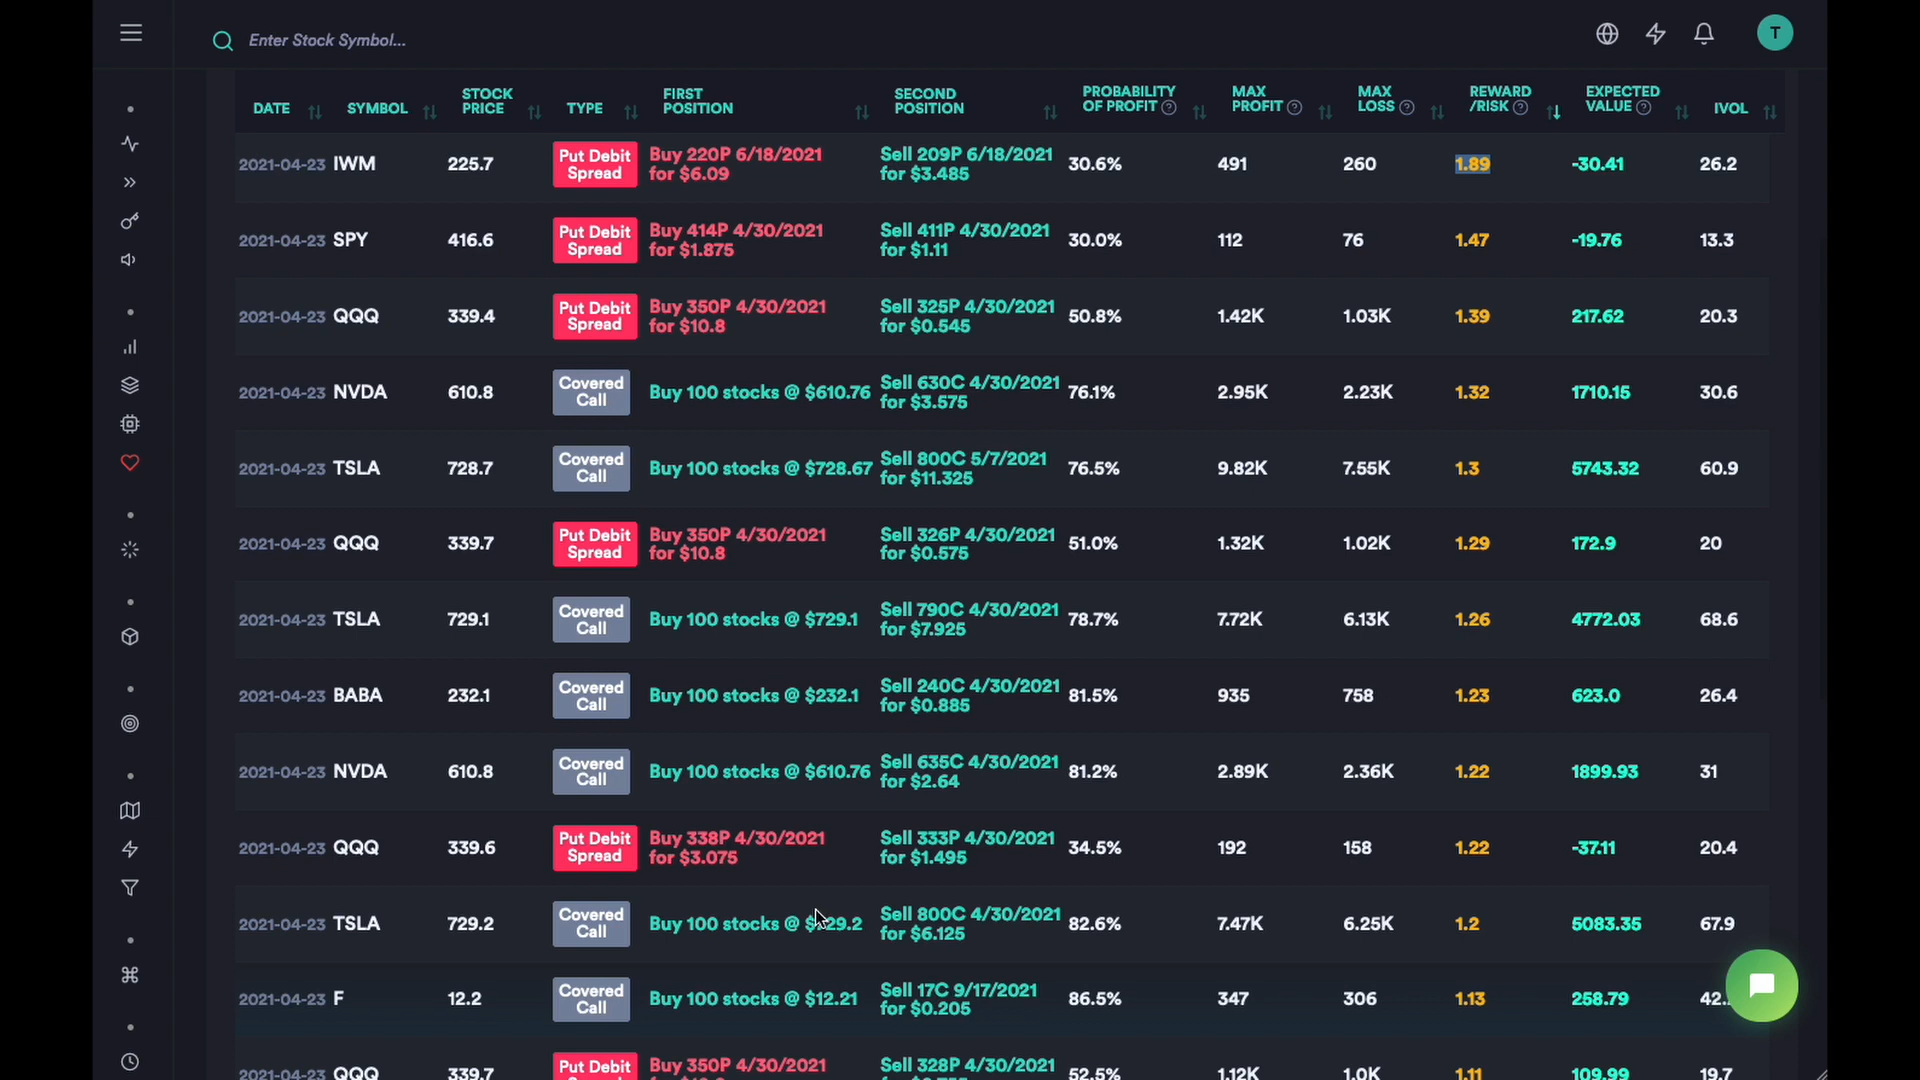 Enter Stock Symbol...
T
DATE SYMBOL STOCK PRICE TYPE FIRST POSITION SECOND POSITION PROBABILITY OF PROFIT MAX PROFIT MAX LOSS REWARD /RISK EXPECTED VALUE IVOL
2021-04-23 IWM 225.7 Put Debit Spread Buy 220P 6/18/2021 for $6.09 Sell 209P 6/18/2021 for $3.485 30.6% 491 260 1.89 -30.41 26.2
2021-04-23 SPY 416.6 Put Debit Spread Buy 414P 4/30/2021 for $1.875 Sell 411P 4/30/2021 for $1.11 30.0% 112 76 1.47 -19.76 13.3
2021-04-23 QQQ 339.4 Put Debit Spread Buy 350P 4/30/2021 for $10.8 Sell 325P 4/30/2021 for $0.545 50.8% 1.42K 1.03K 1.39 217.62 20.3
2021-04-23 NVDA 610.8 Covered Call Buy 100 stocks @ $610.76 Sell 630C 4/30/2021 for $3.575 76.1% 2.95K 2.23K 1.32 1710.15 30.6
2021-04-23 TSLA 728.7 Covered Call Buy 100 stocks @ $728.67 Sell 800C 5/7/2021 for $11.325 76.5% 9.82K 7.55K 1.3 5743.32 60.9
2021-04-23 QQQ 339.7 Put Debit Spread Buy 350P 4/30/2021 for $10.8 Sell 326P 4/30/2021 for $0.575 51.0% 1.32K 1.02K 1.29 172.9 20
2021-04-23 TSLA 729.1 Covered Call Buy 100 stocks @ $729.1 Sell 790C 4/30/2021 for $7.925 78.7% 7.72K 6.13K 1.26 4772.03 68.6
2021-04-23 BABA 232.1 Covered Call Buy 100 stocks @ $232.1 Sell 240C 4/30/2021 for $0.885 81.5% 935 758 1.23 623.0 26.4
2021-04-23 NVDA 610.8 Covered Call Buy 100 stocks @ $610.76 Sell 635C 4/30/2021 for $2.64 81.2% 2.89K 2.36K 1.22 1899.93 31
2021-04-23 QQQ 339.6 Put Debit Spread Buy 338P 4/30/2021 for $3.075 Sell 333P 4/30/2021 for $1.495 34.5% 192 158 1.22 -37.11 20.4
2021-04-23 TSLA 729.2 Covered Call Buy 100 stocks @ Sell 800C 4/30/2021 for $6.125 82.6% 7.47K 6.25K 1.2 5083.35 67.9
2021-04-23 F 12.2 Covered Call Buy 100 stocks @ $12.21 Sell 17C 9/17/2021 for $0.205 86.5% 347 306 1.13 258.79
2021-04-23 QQQ 339.7 Put Debit Buy 350P 4/30/2021 Sell 328P 4/30/2021 52.5% 1.12K 1.0K 1.11 109.99 19.7